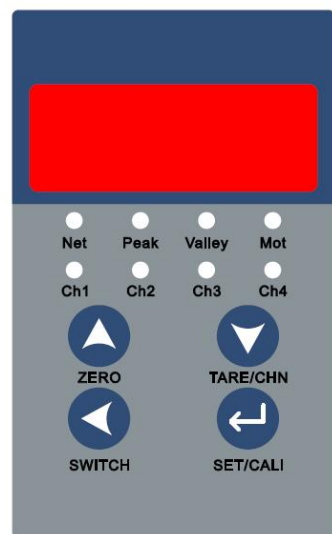 Net Peak Valley Mot
Ch1 Ch2 Ch3 Ch4
ZERO TARE/CHN
SWITCH SET/CALI